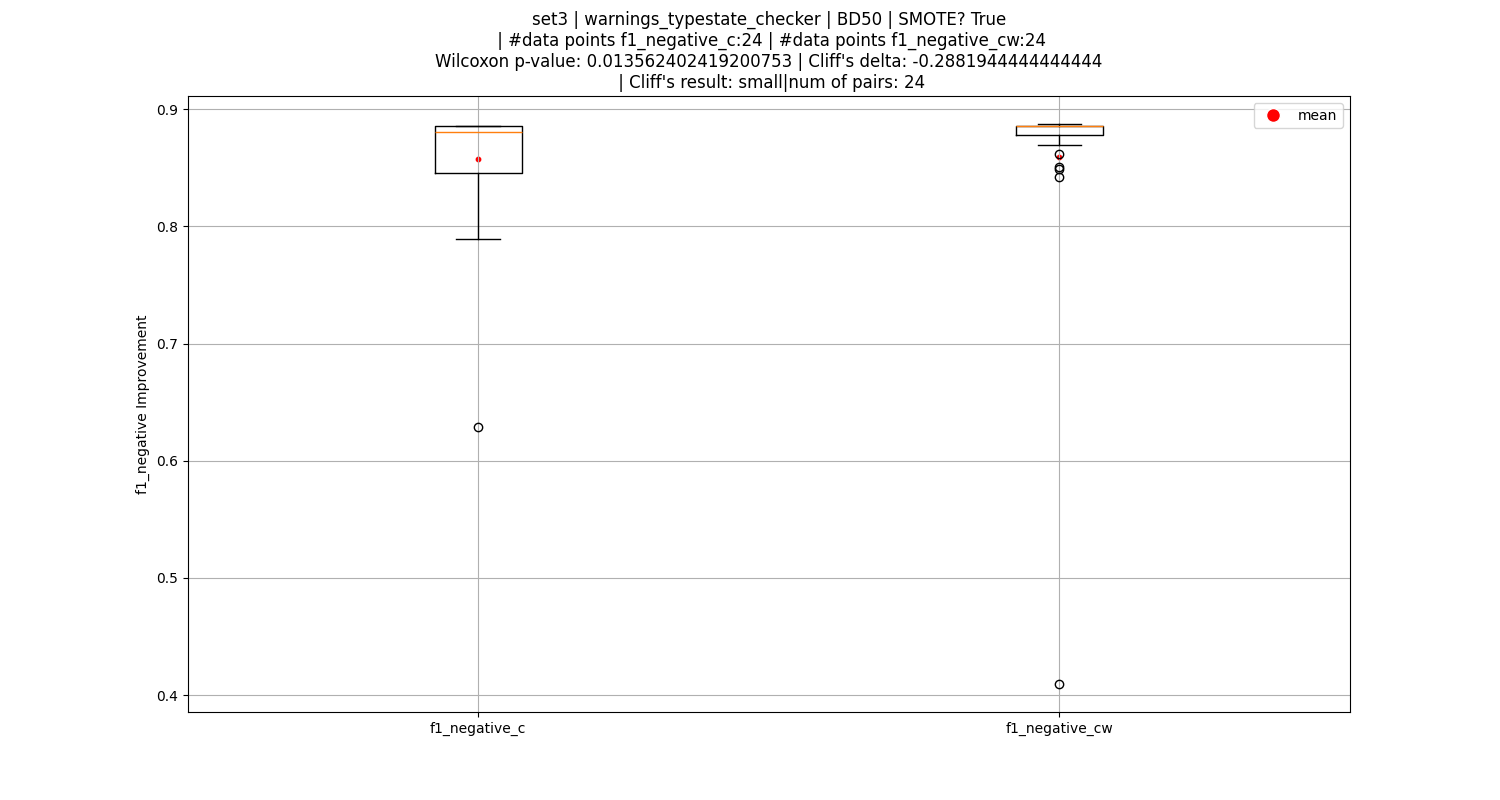 set3 | warnings_typestate_checker | BD50 | SMOTE? True
| #data points f1_negative_c:24 | #data points f1_negative_cw:24
Wilcoxon p-value: 0.013562402419200753 | Cliff's delta: -0.2881944444444444
| Cliff's result: small|num of pairs: 24
mean
0.9
0.8
0.7
0.6
0.5
0.4
f1_negative Improvement
f1_negative_c
f1_negative_cw